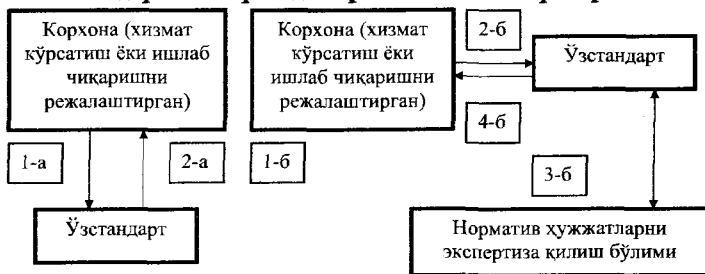 Корхона (хизмат
кўрсатиш ёки ишлаб
чиқаришни
режалаштирган)
1-а
2-а
Ўзстандарт
Корхона (хизмат
кўрсатиш ёки
ишлаб
чиқаришни
режалаштирган)
1-б
2-б
4-б
Ўзстандарт
3-б
Норматив ҳужжатларни
экспертиза қилиш бўлими